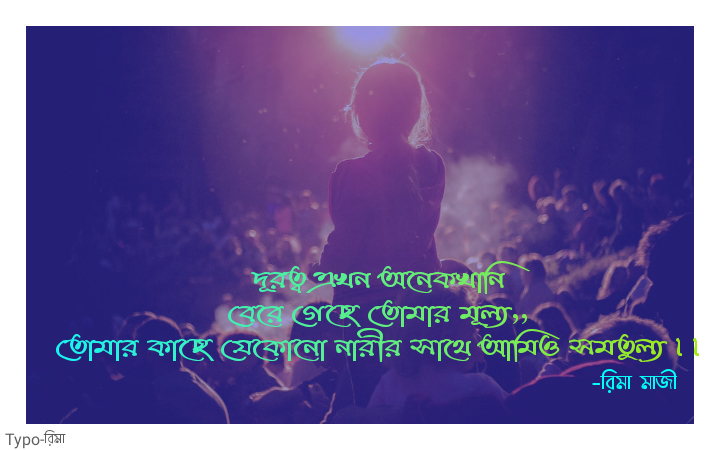 দূরত্ব এখন অনেকখানি
বেরে গেছে তোমার মূল্য,,
তোমার কাছে যেকোনো নারীর সাথে আমিও সমতুল্য ।।
-রিমা মাজী
Typo-রিমা